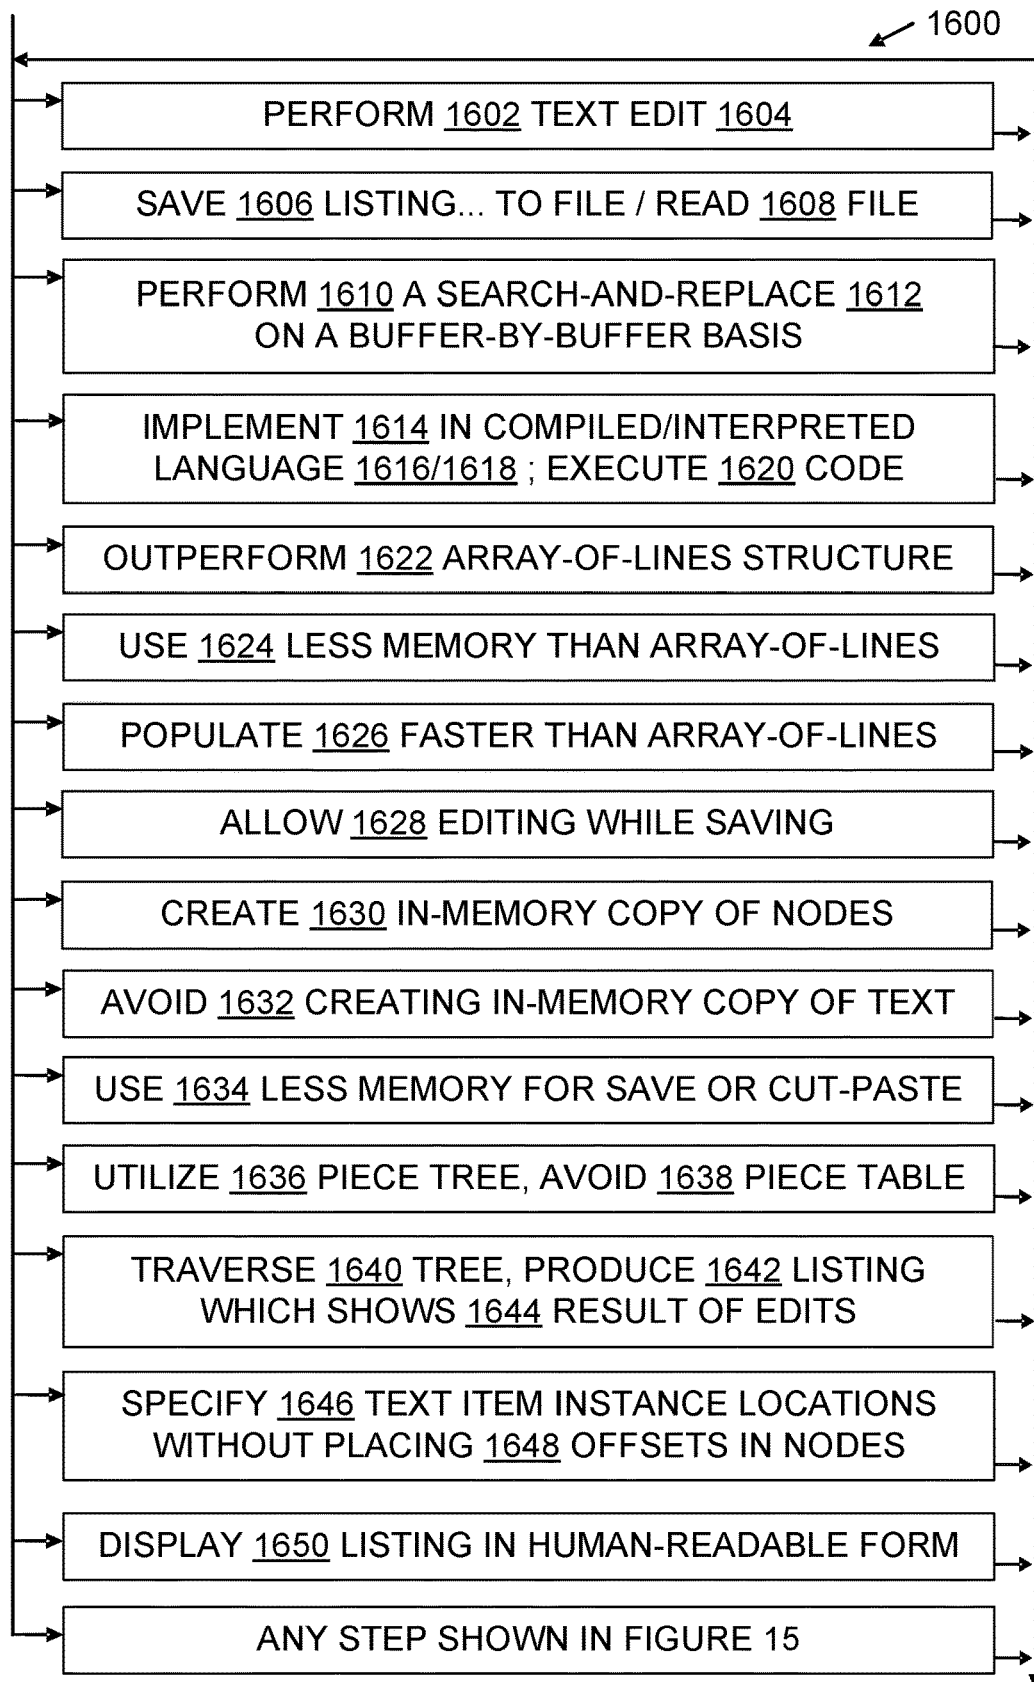 1600
PERFORM 1602 TEXT EDIT 1604
SAVE 1606 LISTING... TO FILE / READ 1608 FILE
PERFORM 1610 A SEARCH-AND-REPLACE 1612
ON A BUFFER-BY-BUFFER BASIS
IMPLEMENT 1614 IN COMPILED/INTERPRETED
LANGUAGE 1616/1618 ; EXECUTE 1620 CODE
OUTPERFORM 1622 ARRAY-OF-LINES STRUCTURE
USE 1624 LESS MEMORY THAN ARRAY-OF-LINES
POPULATE 1626 FASTER THAN ARRAY-OF-LINES
ALLOW 1628 EDITING WHILE SAVING
CREATE 1630 IN-MEMORY COPY OF NODES
AVOID 1632 CREATING IN-MEMORY COPY OF TEXT
USE 1634 LESS MEMORY FOR SAVE OR CUT-PASTE
UTILIZE 1636 PIECE TREE, AVOID 1638 PIECE TABLE
TRAVERSE 1640 TREE, PRODUCE 1642 LISTING
WHICH SHOWS 1644 RESULT OF EDITS
SPECIFY 1646 TEXT ITEM INSTANCE LOCATIONS
WITHOUT PLACING 1648 OFFSETS IN NODES
DISPLAY 1650 LISTING IN HUMAN-READABLE FORM
ANY STEP SHOWN IN FIGURE 15